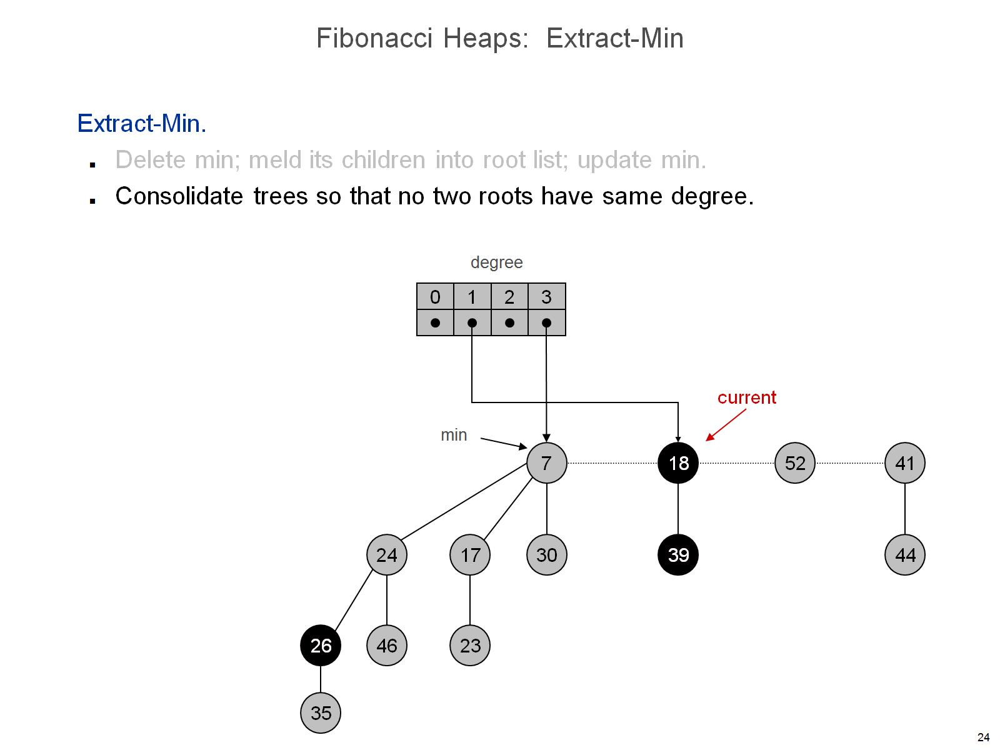 Fibonacci Heaps: Extract-Min
Extract-Min.
Delete min; meld its children into root list; update min.
Consolidate trees so that no two roots have same degree.
degree
0 1 2 3
current
min
7 18 52 41
24 17 30 39 44
26 46 23
35
24